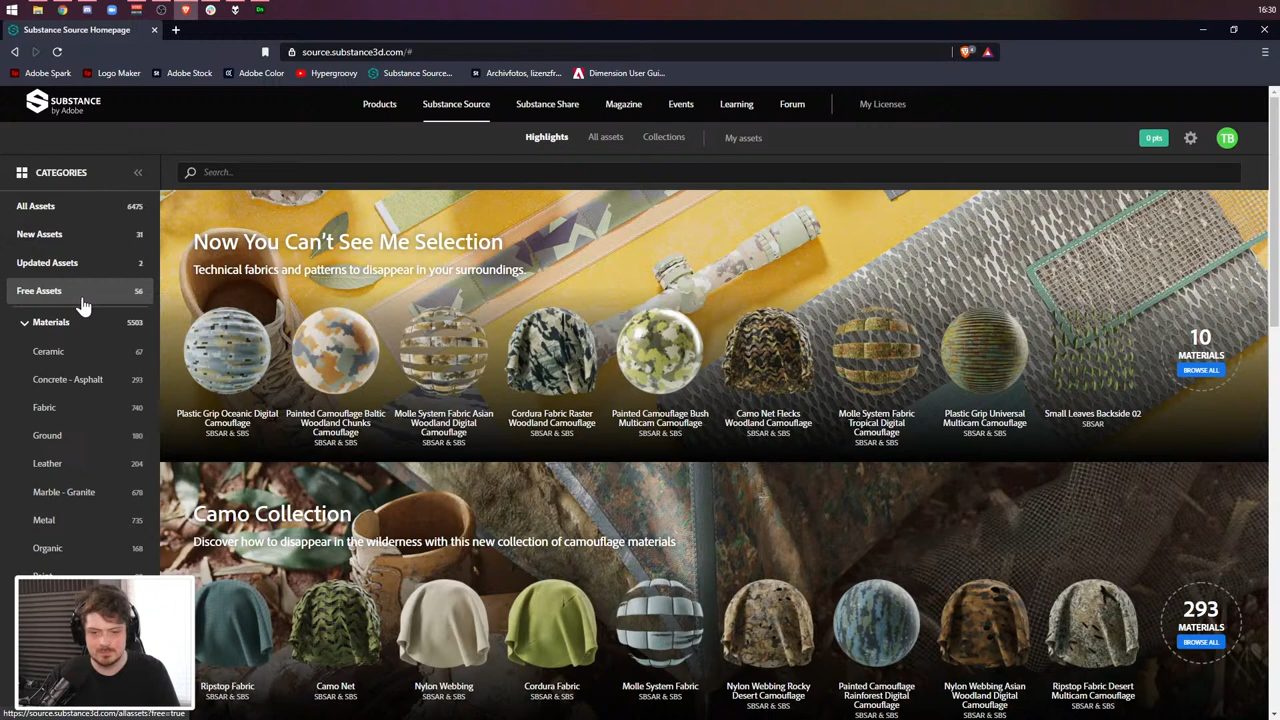 16:30
Substance Source Homepage
source.substance3d.com/#
4
Adobe Spark
Logo Maker
Adobe Stock
Adobe Color
Hypergroovy
Substance Source...
Archivfotos, lizenzfr...
Dimension User Gui...
SUBSTANCE
by Adobe
Products
Substance Source
Substance Share
Magazine
Events
Learning
Forum
My Licenses
Highlights
All assets
Collections
My assets
0 pts
TB
CATEGORIES
Search...
All Assets 6475
New Assets 31
Updated Assets 2
Free Assets 56
Materials 5503
Ceramic 67
Concrete - Asphalt 293
Fabric 740
Ground 180
Leather 204
Marble - Granite 678
Metal 735
Organic 168
Now You Can't See Me Selection
Technical fabrics and patterns to disappear in your surroundings.
Plastic Grip Oceanic Digital
Camouflage
SBSAR & SBS
Painted Camouflage Baltic
Woodland Chunks
Camouflage
SBSAR & SBS
Molle System Fabric Asian
Woodland Digital
Camouflage
SBSAR & SBS
Cordura Fabric Raster
Woodland Camouflage
SBSAR & SBS
Painted Camouflage Bush
Multicam Camouflage
SBSAR & SBS
Camo Net Flecks
Woodland Camouflage
SBSAR & SBS
Molle System Fabric
Tropical Digital
Camouflage
SBSAR & SBS
Plastic Grip Universal
Multicam Camouflage
SBSAR & SBS
Small Leaves Backside 02
SBSAR
10
MATERIALS
BROWSE ALL
Camo Collection
Discover how to disappear in the wilderness with this new collection of camouflage materials
Ripstop Fabric
SBSAR & SBS
Camo Net
SBSAR & SBS
Nylon Webbing
SBSAR & SBS
Cordura Fabric
SBSAR & SBS
Molle System Fabric
SBSAR & SBS
Nylon Webbing Rocky
Desert Camouflage
SBSAR & SBS
Painted Camouflage
Rainforest Digital
Camouflage
SBSAR & SBS
Nylon Webbing Asian
Woodland Digital
Camouflage
SBSAR & SBS
Ripstop Fabric Desert
Multicam Camouflage
SBSAR & SBS
293
MATERIALS
BROWSE ALL
https://source.substance3d.com/allassets?free=true